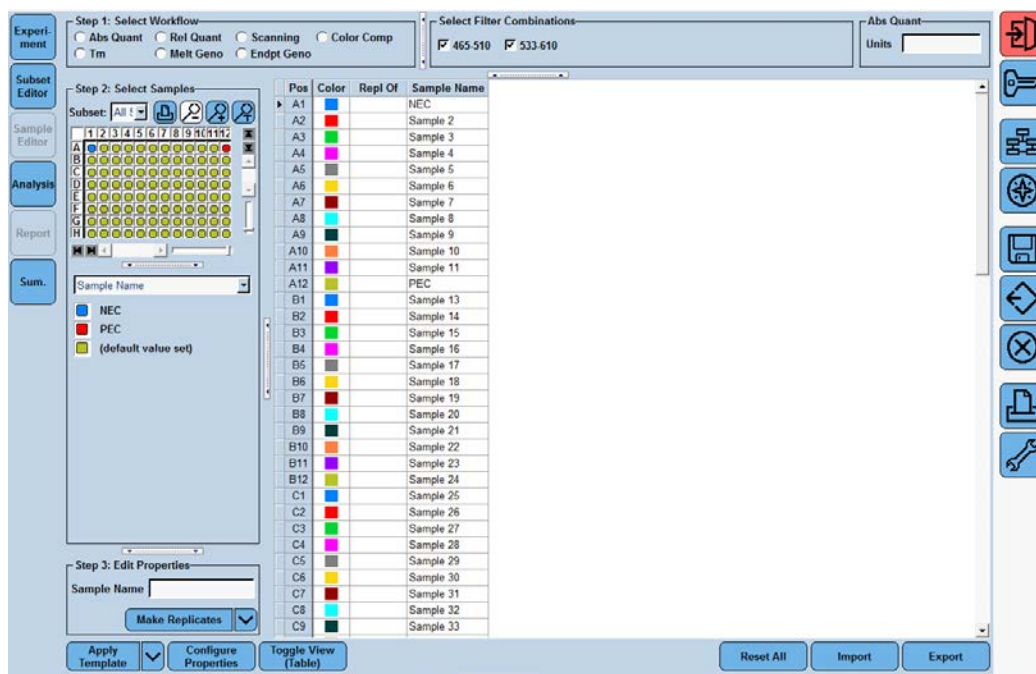 Experi-
ment
Subset
Editor
Sample
Editor
Analysis
Report
Sum.
Step 1: Select Workflow
Abs Quant Rel Quant Scanning Color Comp
Tm Melt Geno Endpt Geno
Select Filter Combinations
465-510 533-610
Abs Quant
Units
Step 2: Select Samples
Subset:
1 2 3 4 5 6 7 8 9 10 11 12
A
B
C
D
E
F
G
H
Sample Name
NEC
PEC
(default value set)
Step 3: Edit Properties
Sample Name
Make Replicates
Pos Color Repl Of Sample Name
A1 NEC
A2 Sample 2
A3 Sample 3
A4 Sample 4
A5 Sample 5
A6 Sample 6
A7 Sample 7
A8 Sample 8
A9 Sample 9
A10 Sample 10
A11 Sample 11
A12 PEC
B1 Sample 13
B2 Sample 14
B3 Sample 15
B4 Sample 16
B5 Sample 17
B6 Sample 18
B7 Sample 19
B8 Sample 20
B9 Sample 21
B10 Sample 22
B11 Sample 23
B12 Sample 24
C1 Sample 25
C2 Sample 26
C3 Sample 27
C4 Sample 28
C5 Sample 29
C6 Sample 30
C7 Sample 31
C8 Sample 32
C9 Sample 33
Apply
Template
Configure
Properties
Toggle View
(Table)
Reset All Import Export